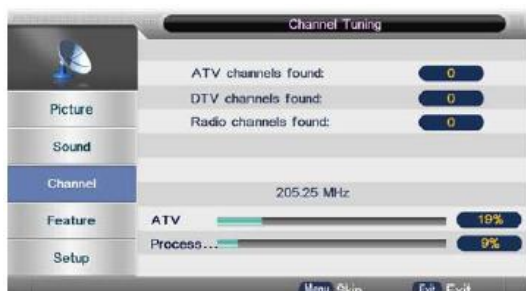 Channel Tuning
ATV channels found: 0
DTV channels found: 0
Radio channels found: 0
Picture
Sound
Channel
Feature
Setup
205.25 MHz
ATV 19%
Process... 9%
Menu Skip Exit Exit